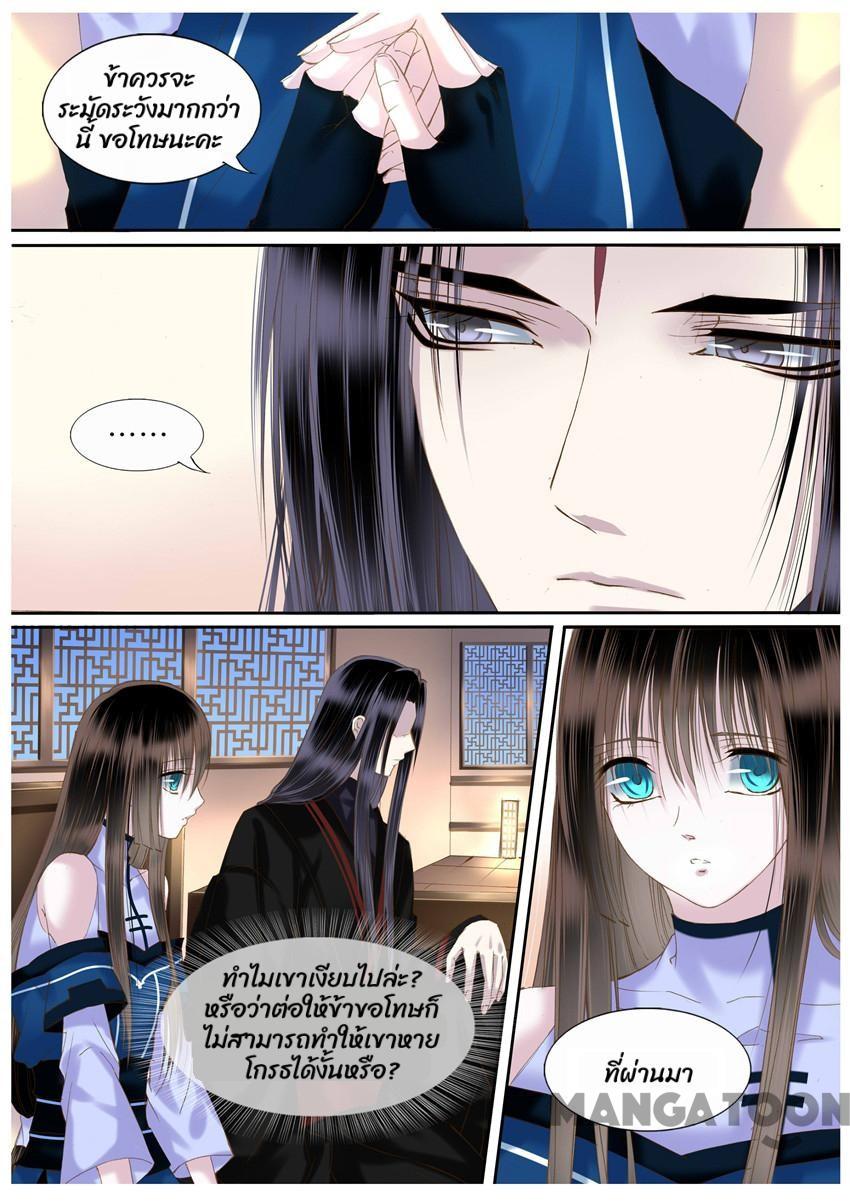 ข้าควรจะ
ระมัดระวังมากกว่า
นี้ ขอโทษนะคะ
......
ทำไมเขาเงียบไปล่ะ?
หรือว่าต่อให้ข้าขอโทษก็
ไม่สามารถทำให้เขาหาย
โกรธได้งั้นหรือ?
ที่ผ่านมา
MANGATOON